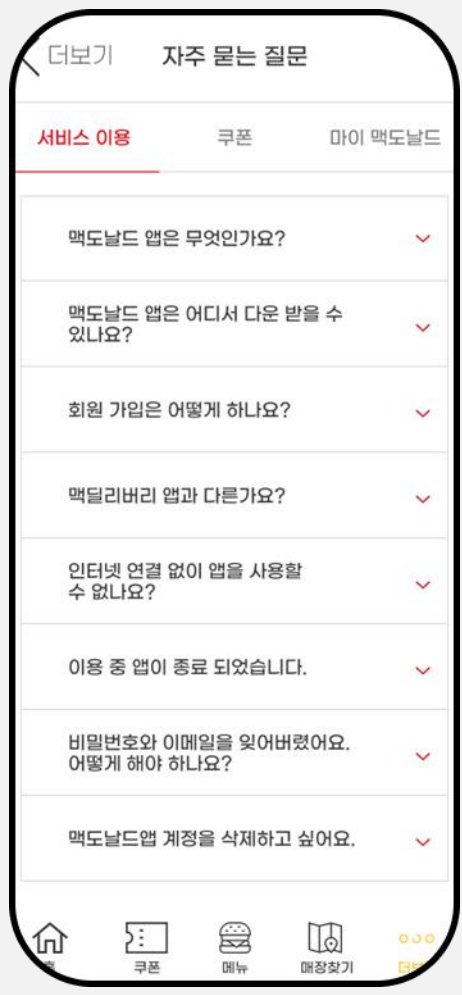 더보기 자주 묻는 질문
서비스 이용 쿠폰 마이 맥도날드
맥도날드 앱은 무엇인가요?
맥도날드 앱은 어디서 다운 받을 수
있나요?
회원 가입은 어떻게 하나요?
맥딜리버리 앱과 다른가요?
인터넷 연결 없이 앱을 사용할
수 없나요?
이용 중 앱이 종료 되었습니다.
비밀번호와 이메일을 잊어버렸어요.
어떻게 해야 하나요?
맥도날드앱 계정을 삭제하고 싶어요.
홈 쿠폰 메뉴 매장찾기 더보기